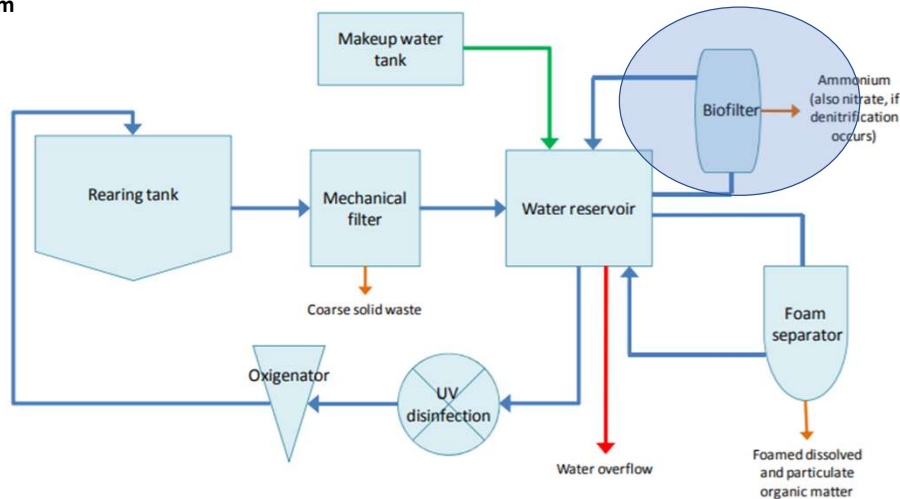 m
Makeup water
tank
Ammonium
(also nitrate, if
denitrification
occurs)
Biofilter
Rearing tank
Mechanical
filter
Water reservoir
Coarse solid waste
Foam
separator
Oxigenator
UV
disinfection
Water overflow
Foamed dissolved
and particulate
organic matter